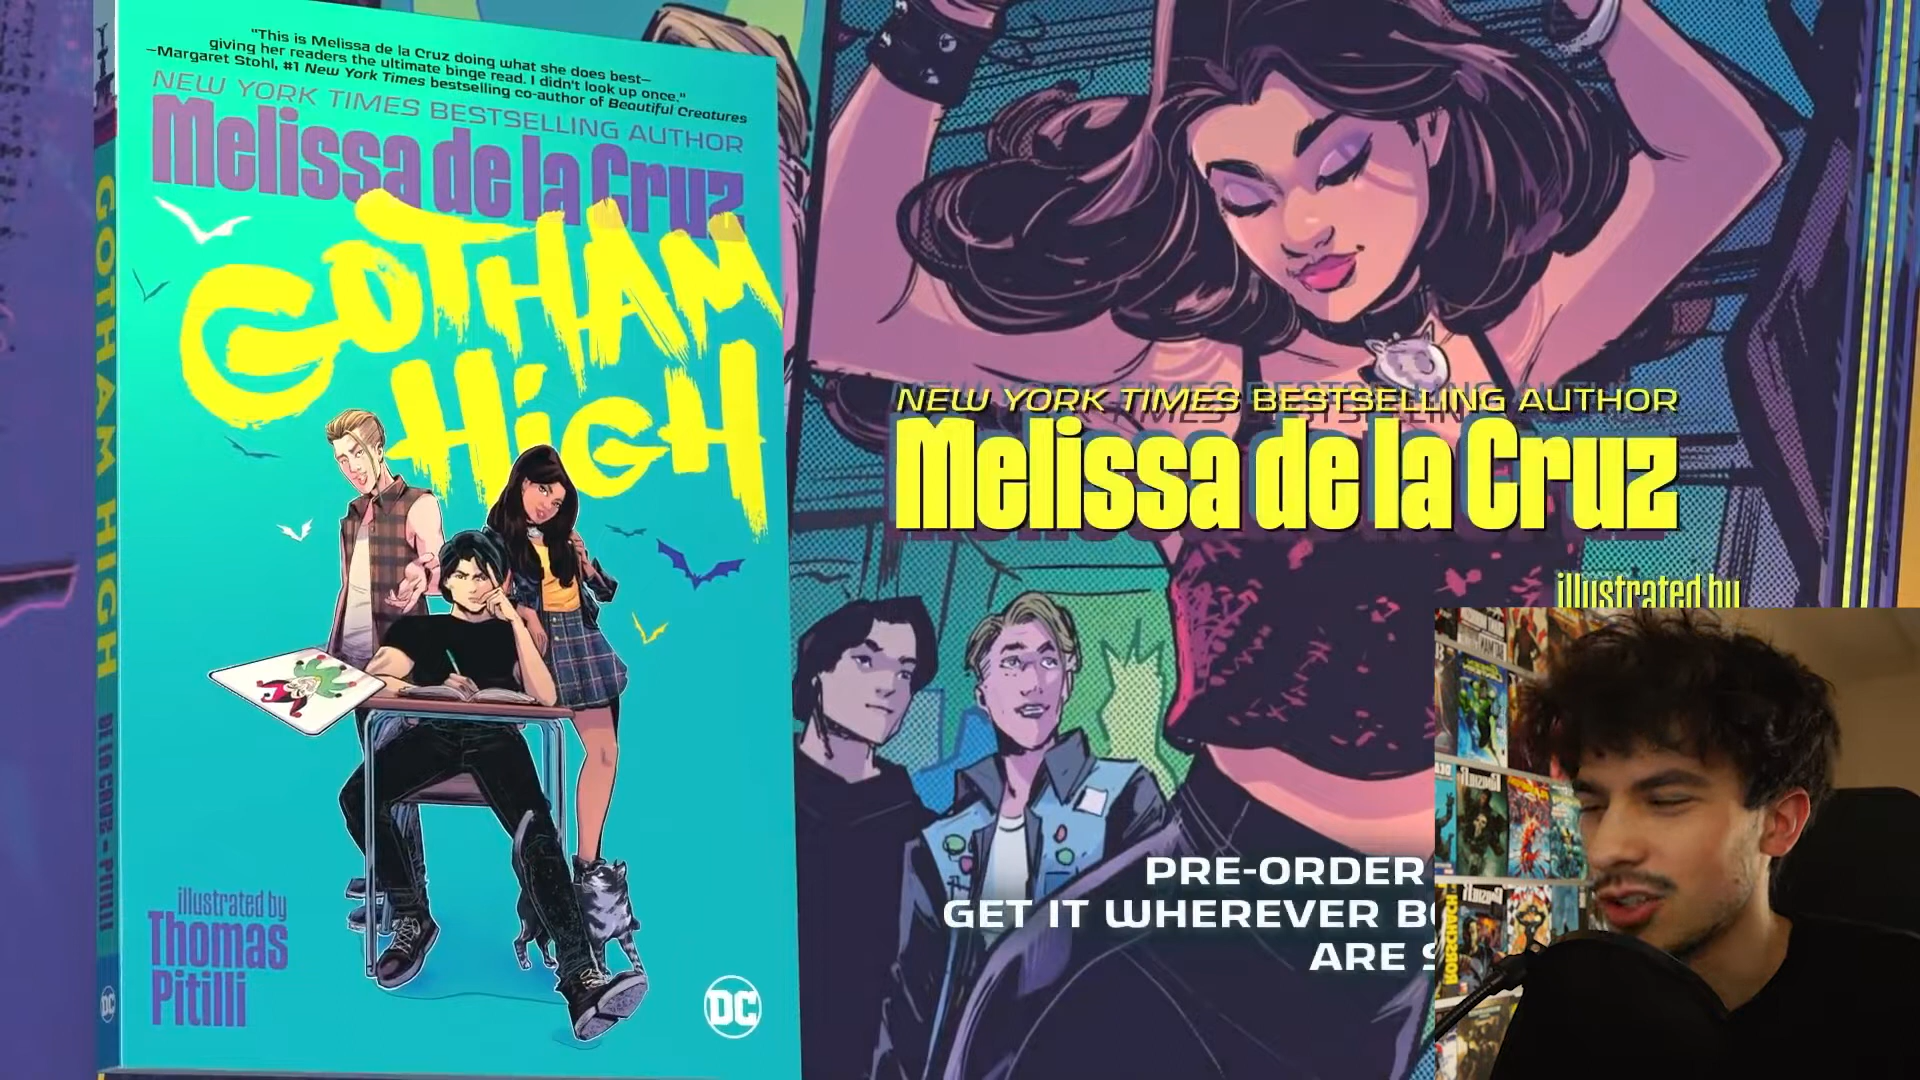 "This is Melissa de la Cruz doing what she does best—
giving her readers the ultimate binge read. I didn't look up once."
—Margaret Stohl, #1 New York Times bestselling co-author of Beautiful Creatures
NEW YORK TIMES BESTSELLING AUTHOR
Melissa de la Cruz
GOTHAM
HiGH
illustrated by
Thomas
Pitilli
DC
GOTHAM HIGH
DE LA CRUZ - PITILLI
DC
NEW YORK TIMES BESTSELLING AUTHOR
Melissa de la Cruz
illustrated by
PRE-ORDER
GET IT WHEREVER
ARE
RORSCHACH